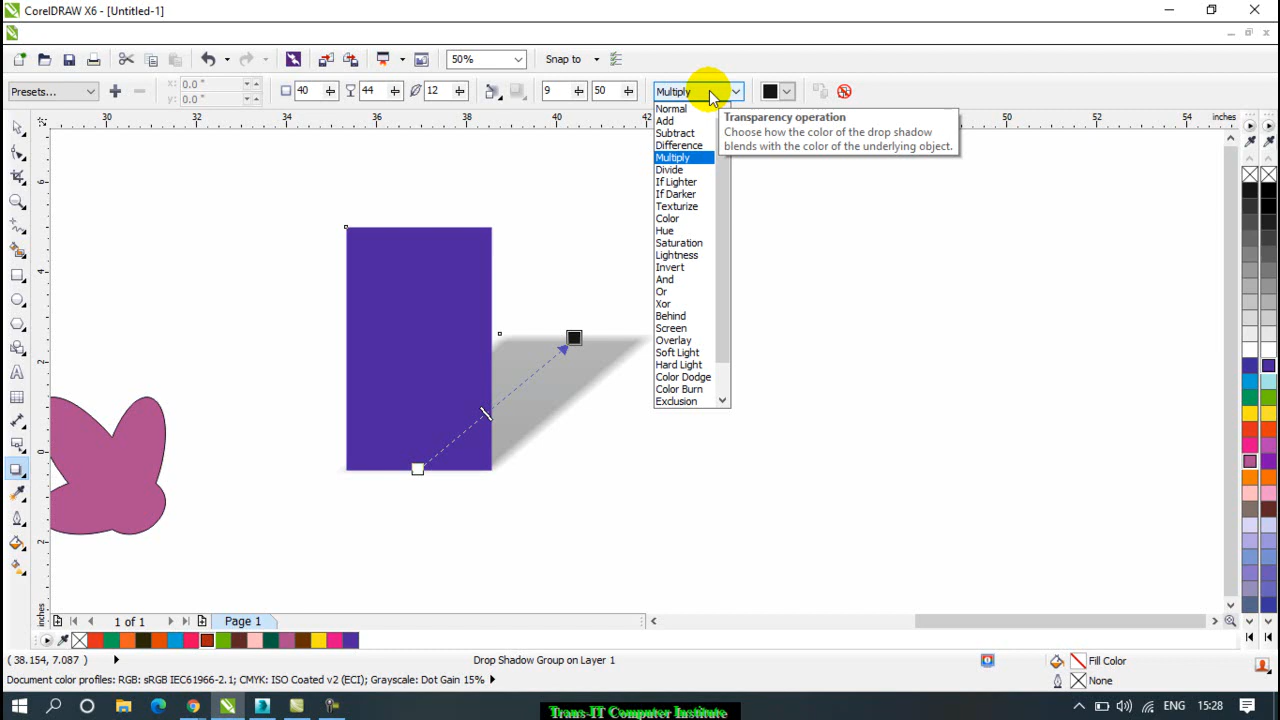 CorelDRAW X6 - [Untitled-1]
50%
Snap to
Presets...
x: 0.0 °
y: 0.0 °
40
44
12
9
50
Multiply
Normal
Add
Subtract
Difference
Multiply
Divide
If Lighter
If Darker
Texturize
Color
Hue
Saturation
Lightness
Invert
And
Or
Xor
Behind
Screen
Overlay
Soft Light
Hard Light
Color Dodge
Color Burn
Exclusion
Transparency operation
Choose how the color of the drop shadow
blends with the color of the underlying object.
30 32 34 36 38 40 42 52 54 inches
6
4
2
0
2
inches
1 of 1
Page 1
( 38.154, 7.087 )
Drop Shadow Group on Layer 1
Fill Color
Document color profiles: RGB: sRGB IEC61966-2.1; CMYK: ISO Coated v2 (ECI); Grayscale: Dot Gain 15%
None
ENG
15:28
Trans-IT Computer Institute